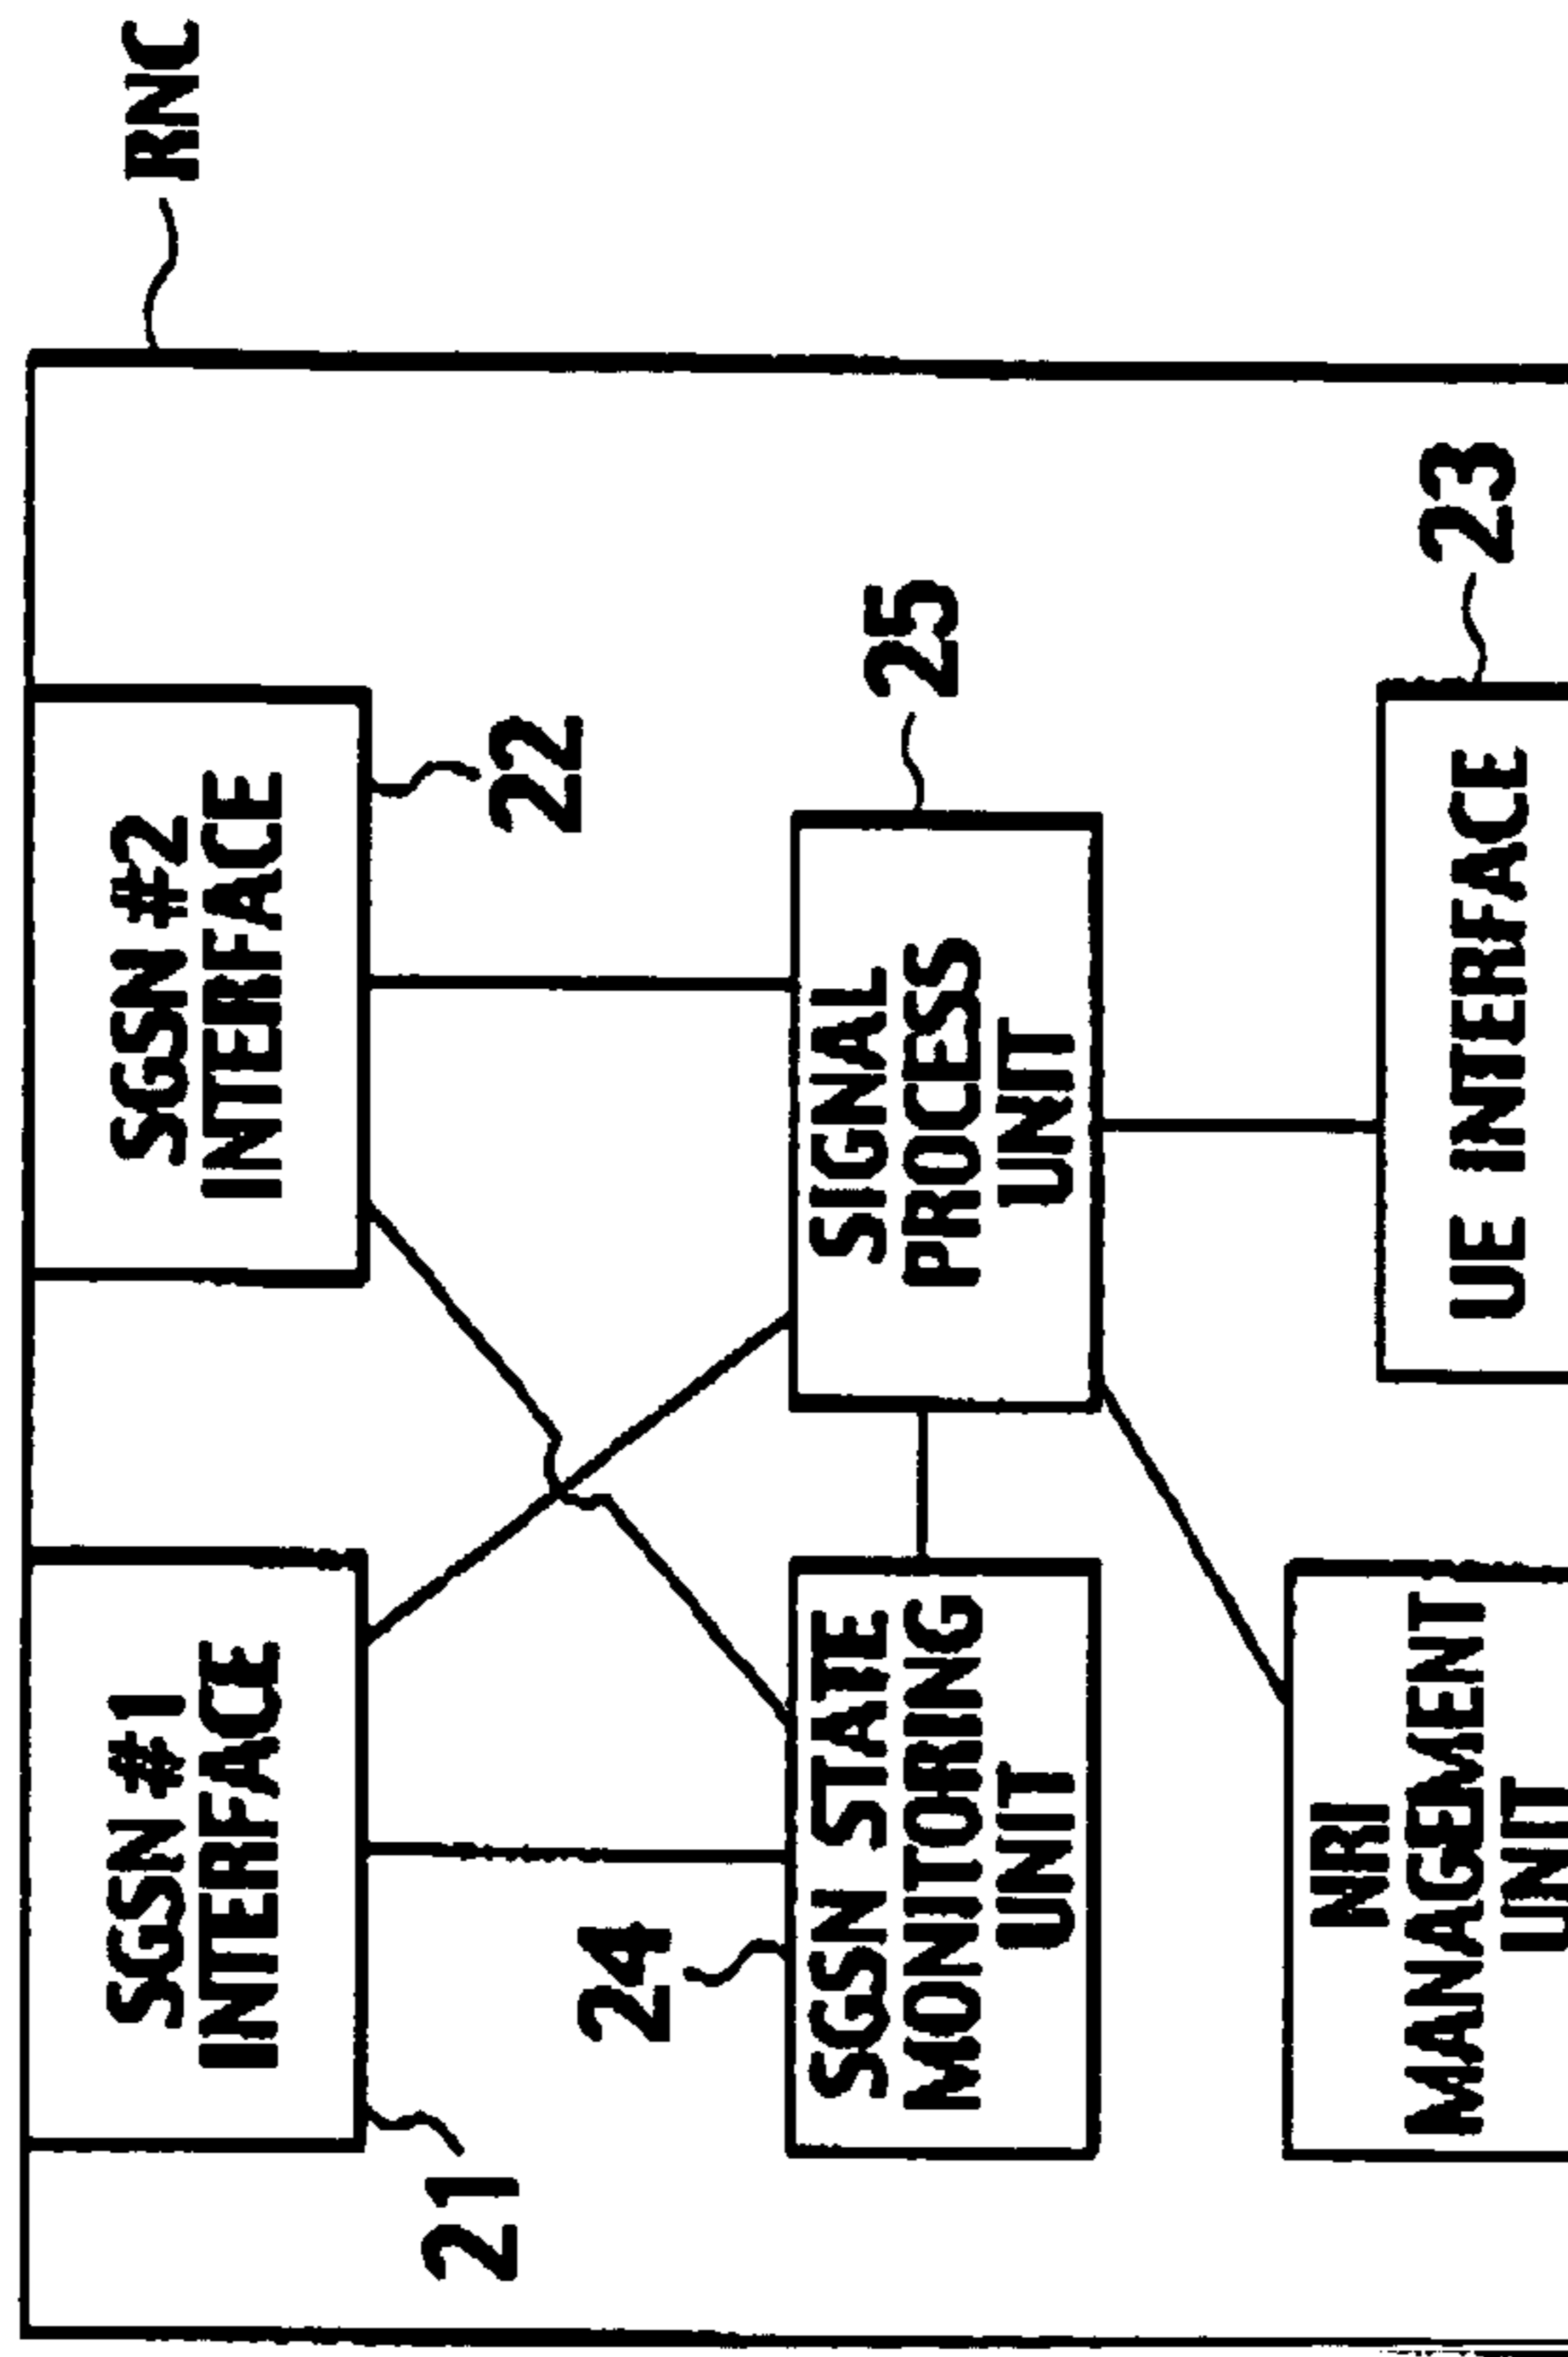 RNC
SGSN #1
INTERFACE
21
SGSN #2
INTERFACE
22
24
SGSN STATE
MONITORING
UNIT
SIGNAL
PROCESS
UNIT
25
NRI
MANAGEMENT
UNIT
UE INTERFACE
23